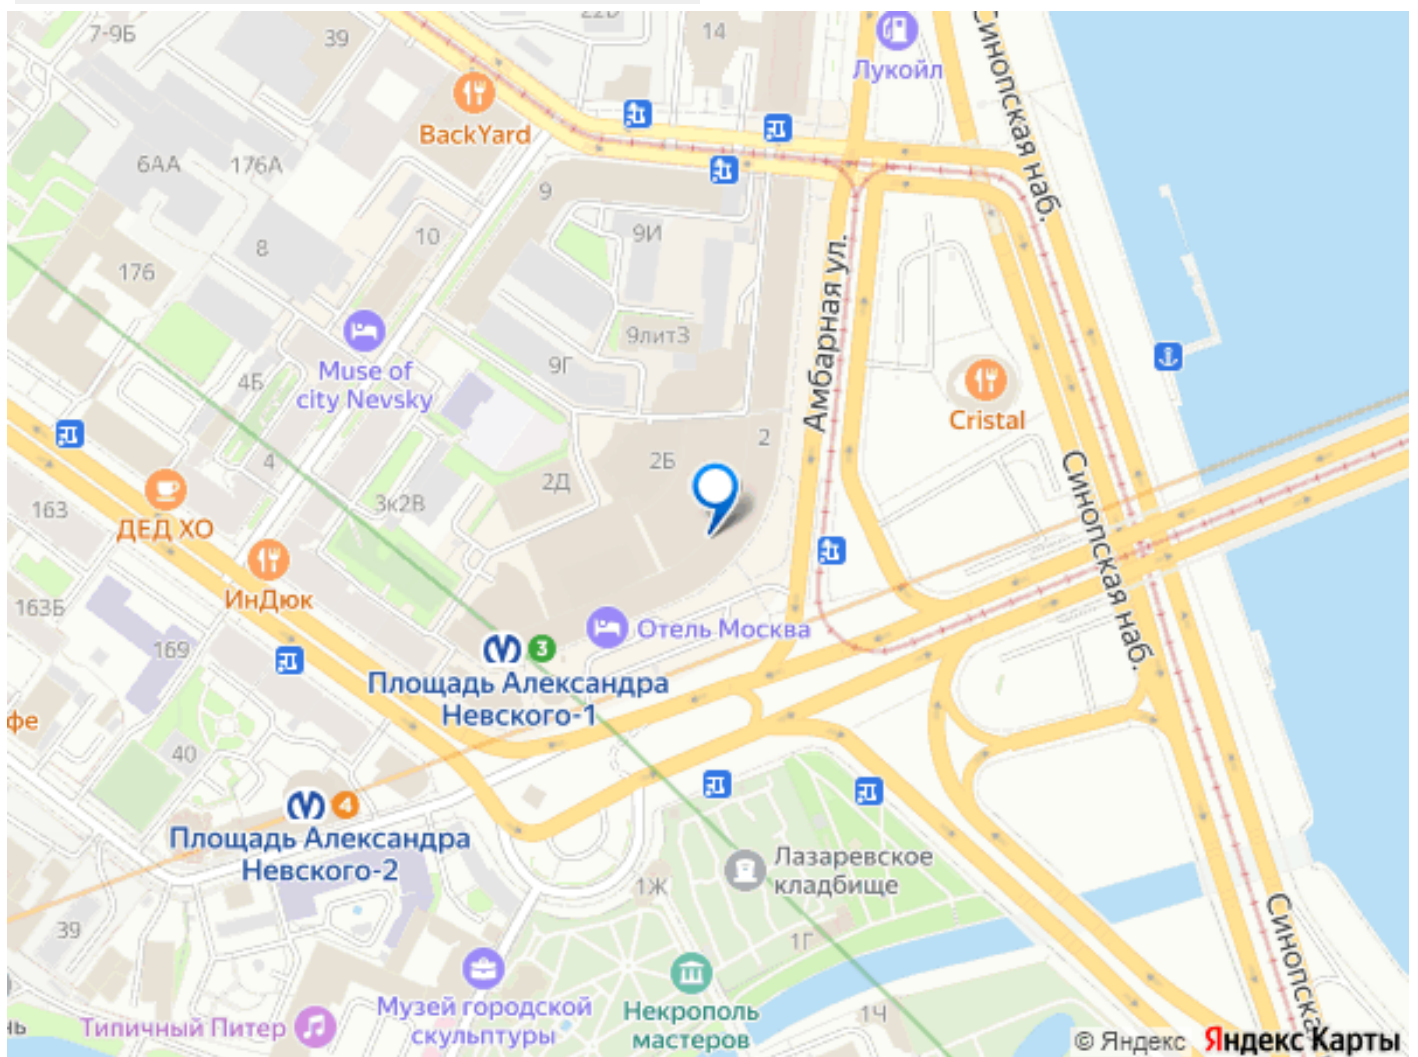 7-9Б
39
22D
14
Лукойл
Синопская наб.
BackYard
6АА
176А
9
9И
10
8
176
Амбарная ул.
9литЗ
9Г
Muse of
city Nevsky
4Б
Cristal
2
2Б
2Д
4
3к2В
163
ДЕД ХО
Синопская наб.
ИнДюк
163Б
169
Отель Москва
3
Площадь Александра
Невского-1
фе
40
4
Площадь Александра
Невского-2
Лазаревское
кладбище
1Ж
39
1Г
Синопска
Музей городской
скульптуры
Некрополь
мастеров
1Ч
нь
Типичный Питер
© Яндекс Яндекс Карты